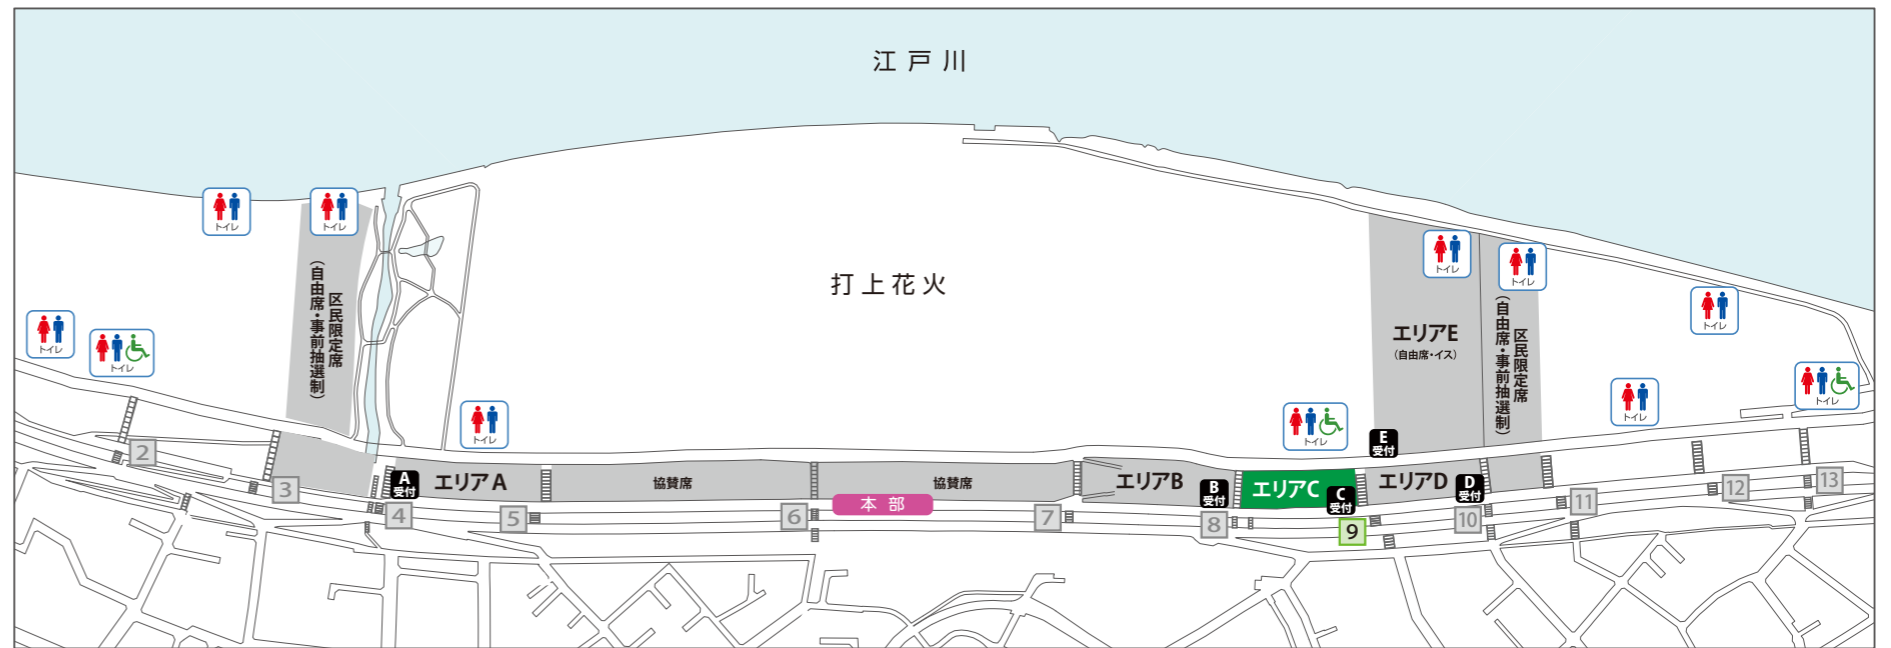 江戸川
打上花火
トイレ
トイレ
トイレ
トイレ
区民限定席
（自由席・事前抽選制）
トイレ
トイレ
エリアE
（自由席・イス）
トイレ
トイレ
区民限定席
（自由席・事前抽選制）
トイレ
トイレ
トイレ
E
受付
A
受付
エリアA
協賛席
協賛席
エリアB
B
受付
エリアC
C
受付
エリアD
D
受付
本部
2
3
4
5
6
7
8
9
10
11
12
13